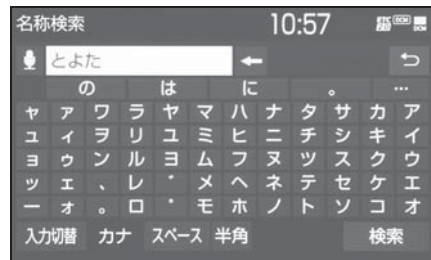 名称検索 10:57
とよた
の は に 。 …
ャ ァ ワ ラ ヤ マ ハ ナ タ サ カ ア
ュ ィ ヲ リ ユ ミ ヒ ニ チ シ キ イ
ョ ゥ ン ル ヨ ム フ ヌ ツ ス ク ウ
ッ ェ 、 レ ゛ メ ヘ ネ テ セ ケ エ
ー ォ 。 ロ ゜ モ ホ ノ ト ソ コ オ
入力切替 カナ スペース 半角 検索